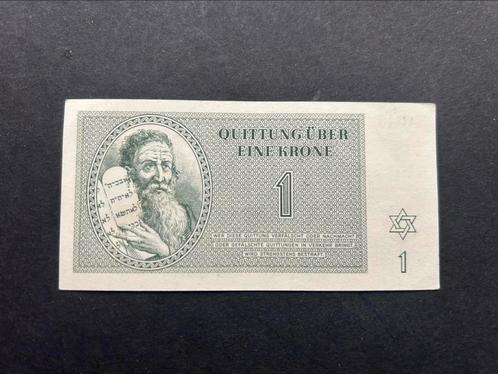 QUITTUNG ÜBER
EINE KRONE
1
WER DIESE QUITTUNG VERFÄLSCHT ODER NACHMACHT
ODER GEFÄLSCHTE QUITTUNGEN IN VERKEHR BRINGT,
WIRD STRENGSTENS BESTRAFT.
1